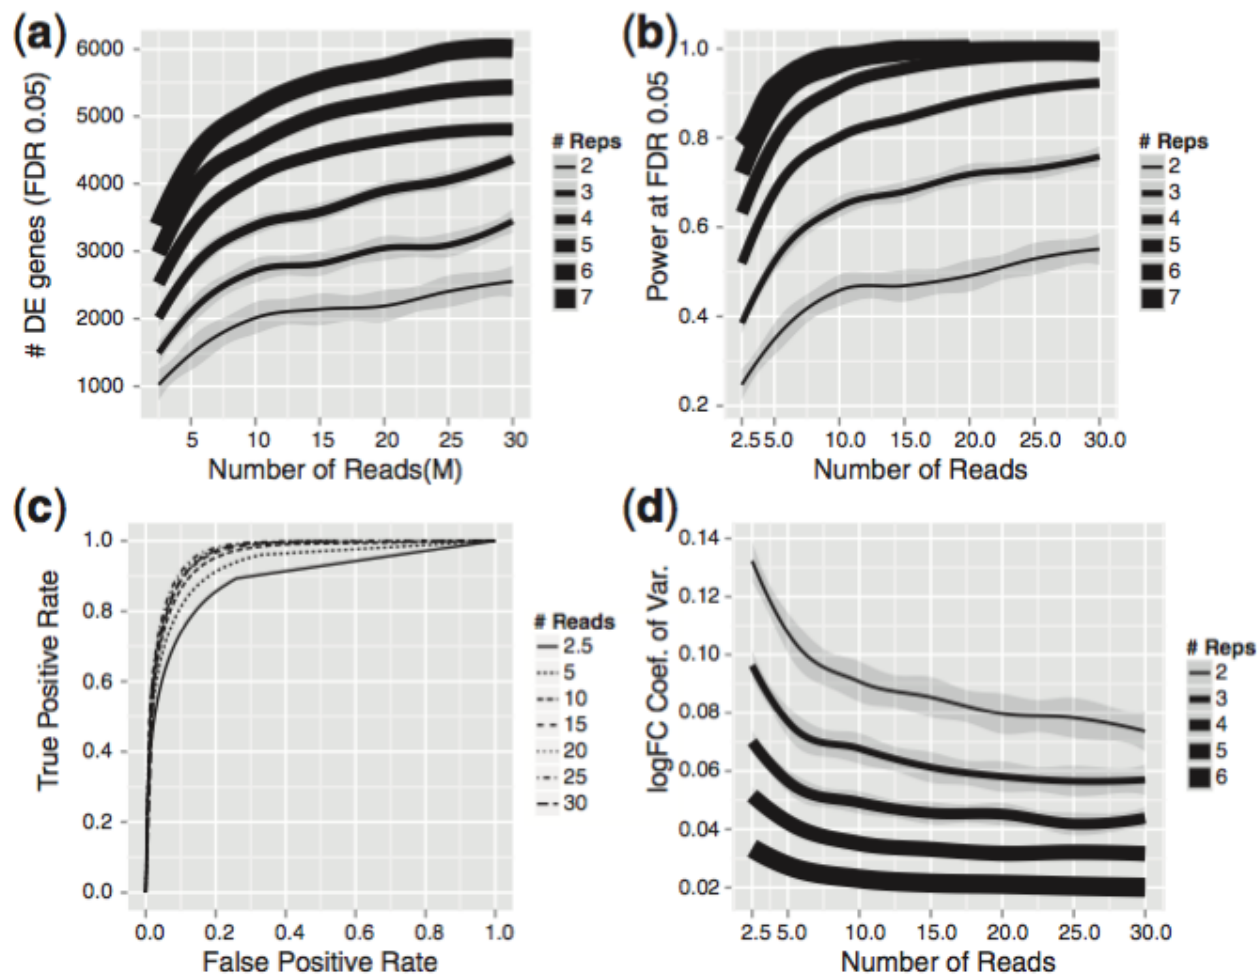 (a)
# DE genes (FDR 0.05)
6000
5000
4000
3000
2000
1000
5 10 15 20 25 30
Number of Reads(M)
# Reps
2
3
4
5
6
7
(b)
Power at FDR 0.05
1.0
0.8
0.6
0.4
0.2
2.5 5.0 10.0 15.0 20.0 25.0 30.0
Number of Reads
# Reps
2
3
4
5
6
7
(c)
True Positive Rate
1.0
0.8
0.6
0.4
0.2
0.0
0.0 0.2 0.4 0.6 0.8 1.0
False Positive Rate
# Reads
2.5
5
10
15
20
25
30
(d)
logFC Coef. of Var.
0.14
0.12
0.10
0.08
0.06
0.04
0.02
2.5 5.0 10.0 15.0 20.0 25.0 30.0
Number of Reads
# Reps
2
3
4
5
6